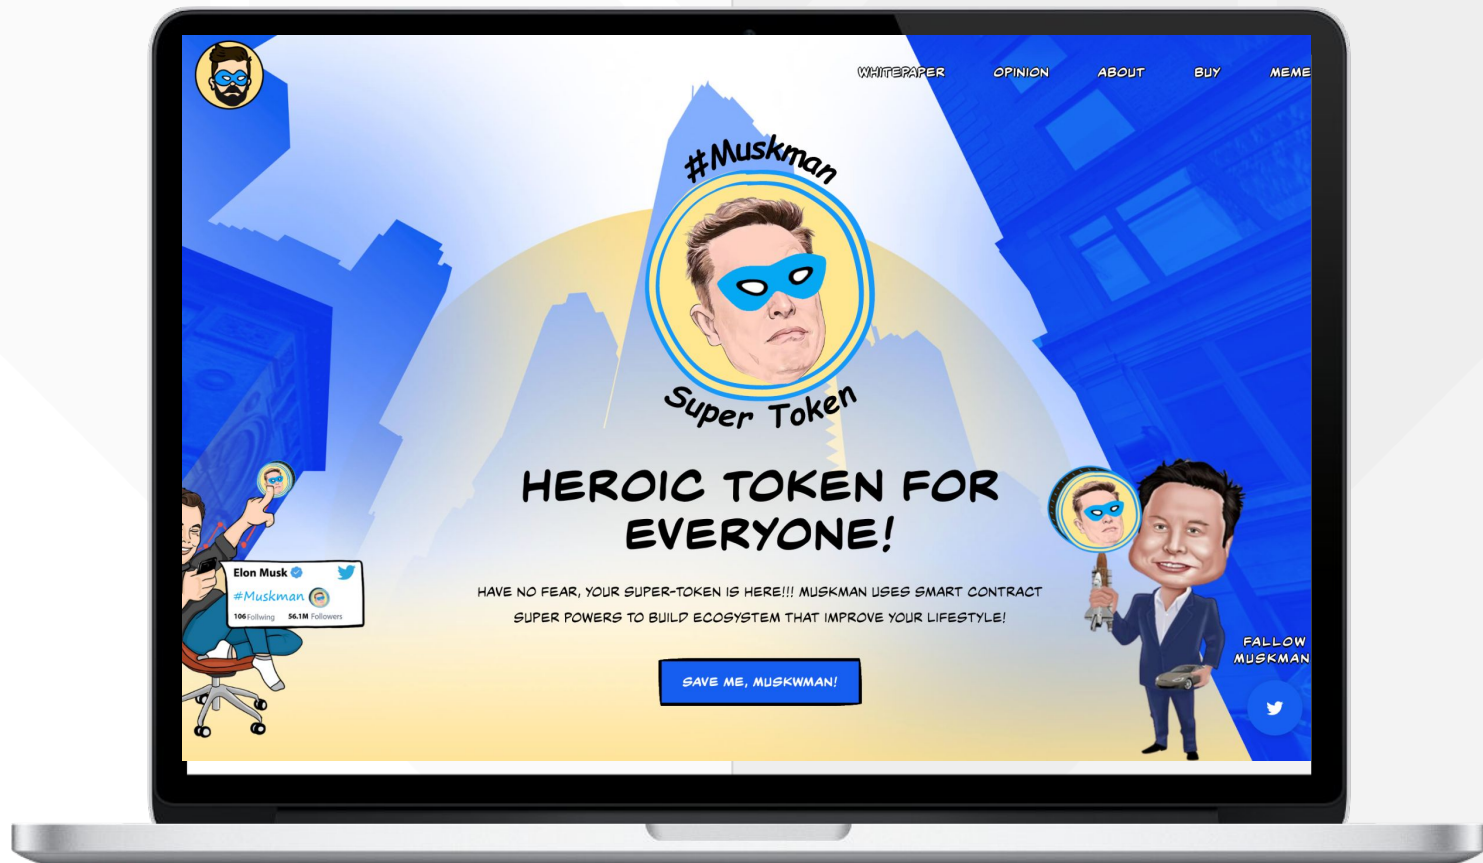 WHITEPAPER OPINION ABOUT BUY MEME
#Muskman
Super Token
HEROIC TOKEN FOR
EVERYONE!
HAVE NO FEAR, YOUR SUPER-TOKEN IS HERE!!! MUSKMAN USES SMART CONTRACT
SUPER POWERS TO BUILD ECOSYSTEM THAT IMPROVE YOUR LIFESTYLE!
SAVE ME, MUSKWMAN!
Elon Musk
#Muskman
106 Follwing 56.1M Followers
FALLOW
MUSKMAN